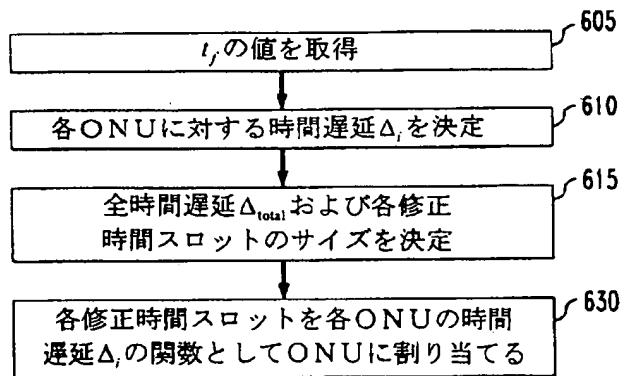 t_j の値を取得
605
各ONUに対する時間遅延Δ_i を決定
610
全時間遅延Δ_total および各修正
時間スロットのサイズを決定
615
各修正時間スロットを各ONUの時間
遅延Δ_i の関数としてONUに割り当てる
630